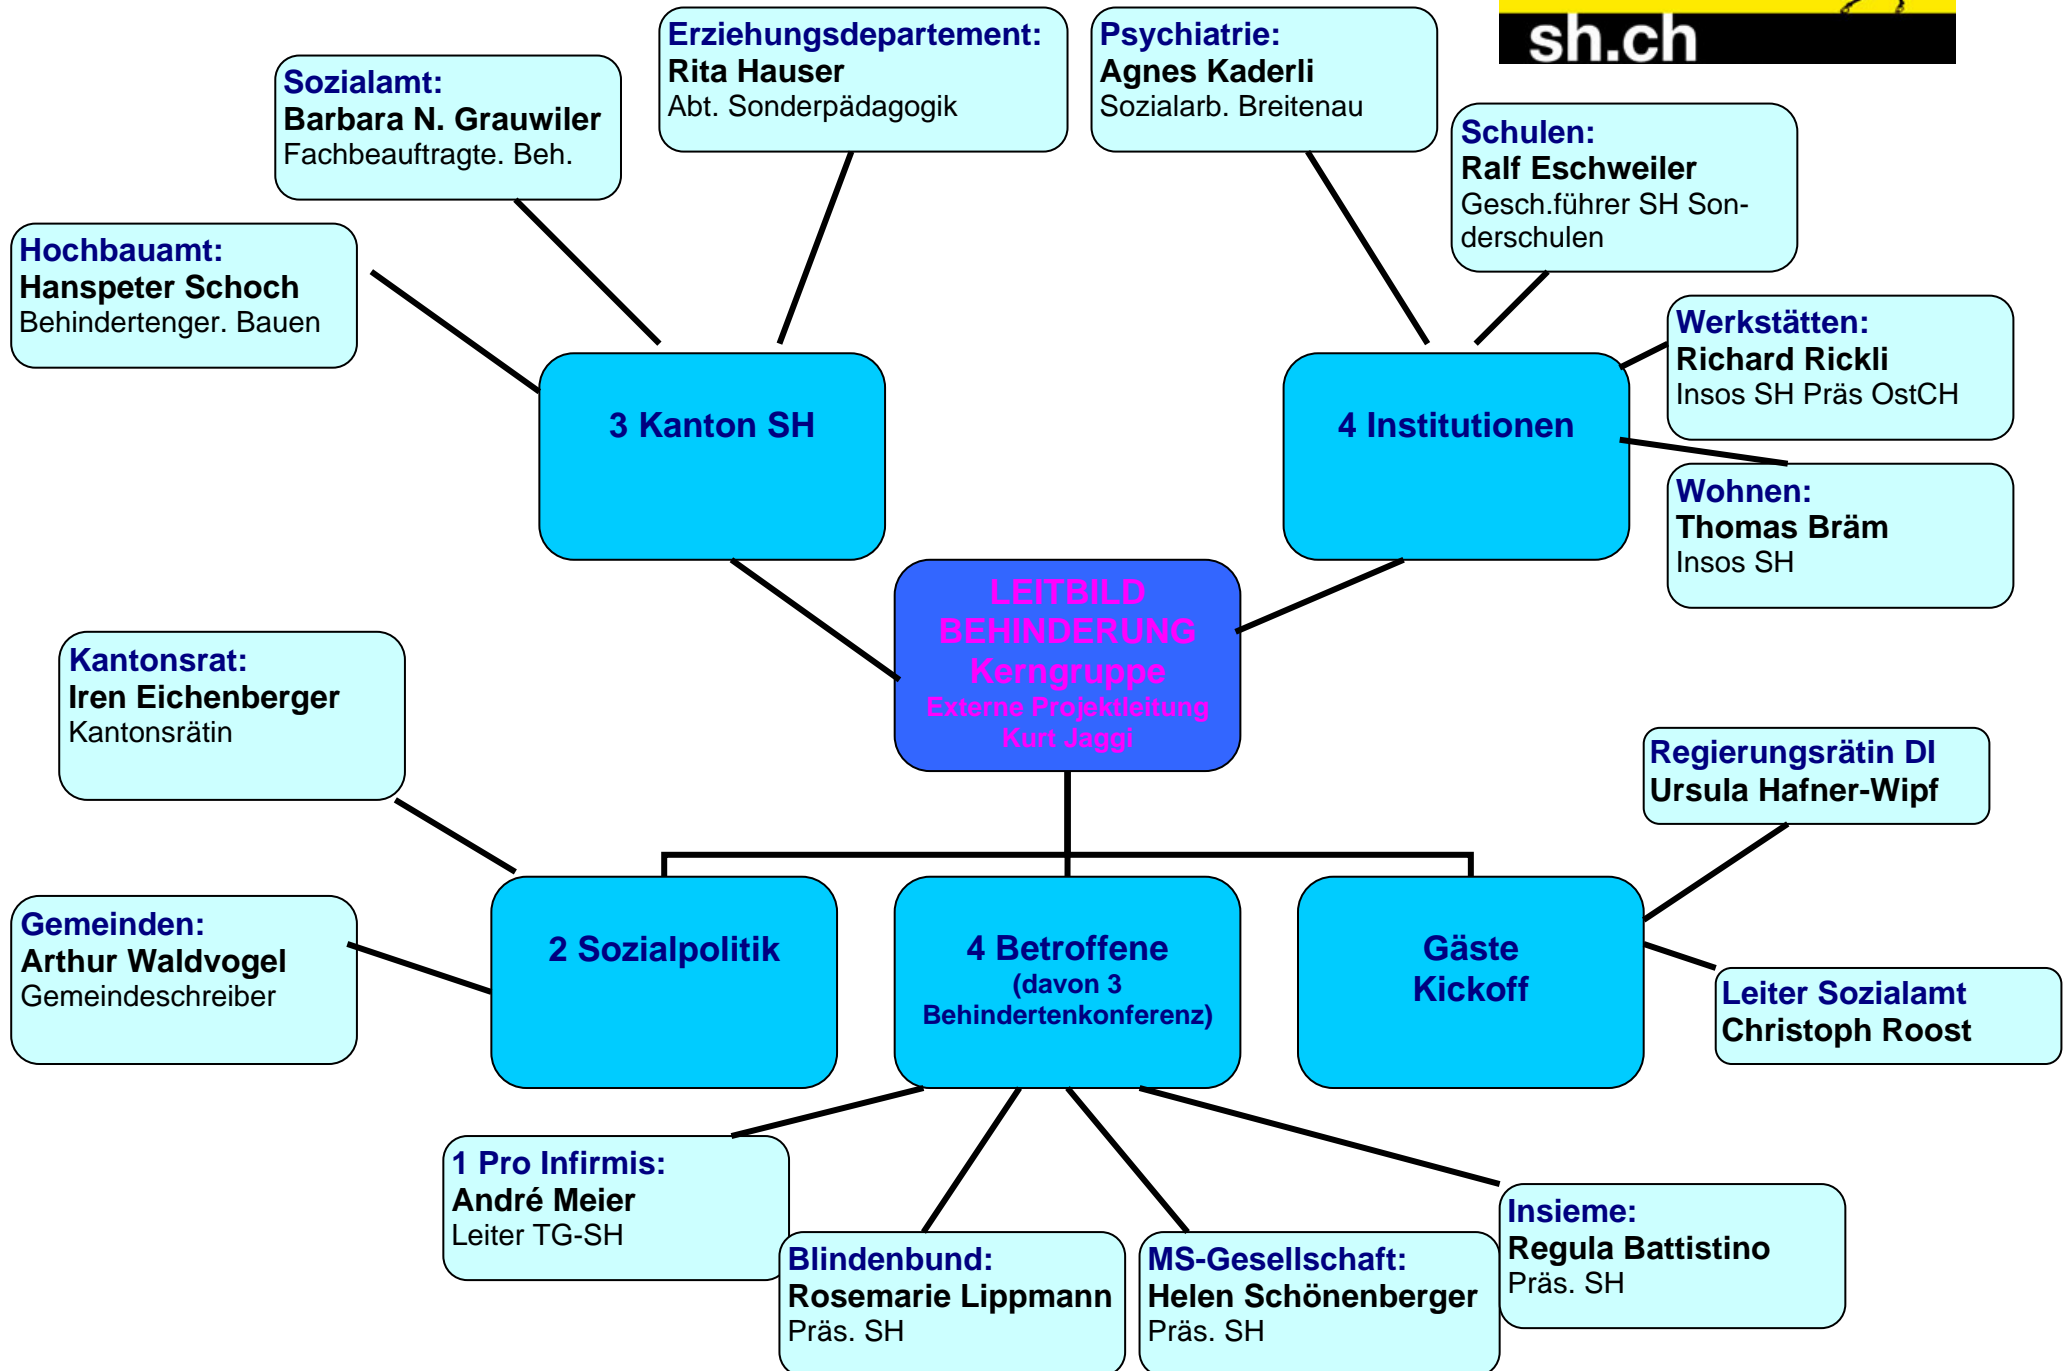 sh.ch
Erziehungsdepartement:
Rita Hauser
Abt. Sonderpädagogik
Psychiatrie:
Agnes Kaderli
Sozialarb. Breitenau
Sozialamt:
Barbara N. Grauwiler
Fachbeauftragte. Beh.
Schulen:
Ralf Eschweiler
Gesch.führer SH Son-
derschulen
Hochbauamt:
Hanspeter Schoch
Behindertenger. Bauen
Werkstätten:
Richard Rickli
Insos SH Präs OstCH
3 Kanton SH
4 Institutionen
Wohnen:
Thomas Bräm
Insos SH
LEITBILD
BEHINDERUNG
Kerngruppe
Externe Projektleitung
Kurt Jaggi
Kantonsrat:
Iren Eichenberger
Kantonsrätin
Regierungsrätin DI
Ursula Hafner-Wipf
Gemeinden:
Arthur Waldvogel
Gemeindeschreiber
2 Sozialpolitik
4 Betroffene
(davon 3
Behindertenkonferenz)
Gäste
Kickoff
Leiter Sozialamt
Christoph Roost
1 Pro Infirmis:
André Meier
Leiter TG-SH
Blindenbund:
Rosemarie Lippmann
Präs. SH
MS-Gesellschaft:
Helen Schönenberger
Präs. SH
Insieme:
Regula Battistino
Präs. SH